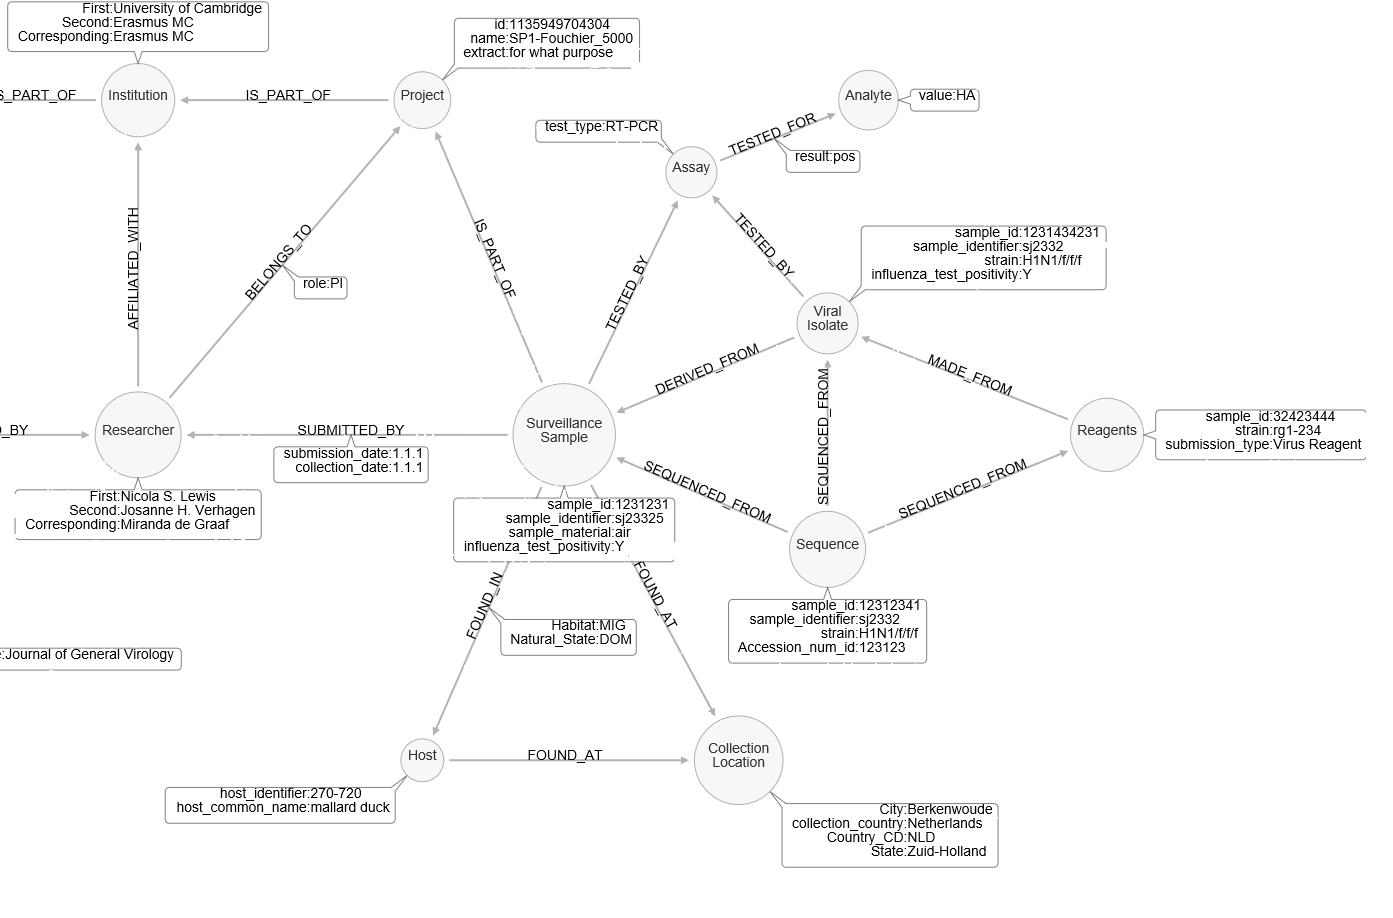 First:University of Cambridge
Second:Erasmus MC
Corresponding:Erasmus MC
id:1135949704304
name:SP1-Fouchier_5000
extract:for what purpose
S_PART_OF
Institution
IS_PART_OF
Project
Analyte
value:HA
test_type:RT-PCR
TESTED_FOR
result:pos
Assay
AFFILIATED_WITH
BELONGS_TO
role:PI
IS_PART_OF
TESTED_BY
TESTED_BY
sample_id:1231434231
sample_identifier:sj2332
strain:H1N1/f/f/f
influenza_test_positivity:Y
Viral
Isolate
DERIVED_FROM
SEQUENCED_FROM
MADE_FROM
D_BY
Researcher
SUBMITTED_BY
submission_date:1.1.1
collection_date:1.1.1
Surveillance
Sample
Reagents
sample_id:32423444
strain:rg1-234
submission_type:Virus Reagent
First:Nicola S. Lewis
Second:Josanne H. Verhagen
Corresponding:Miranda de Graaf
sample_id:1231231
sample_identifier:sj23325
sample_material:air
influenza_test_positivity:Y
SEQUENCED_FROM
SEQUENCED_FROM
Sequence
sample_id:12312341
sample_identifier:sj2332
strain:H1N1/f/f/f
Accession_num_id:123123
FOUND_IN
FOUND_AT
Habitat:MIG
Natural_State:DOM
e:Journal of General Virology
Host
FOUND_AT
Collection
Location
host_identifier:270-720
host_common_name:mallard duck
City:Berkenwoude
collection_country:Netherlands
Country_CD:NLD
State:Zuid-Holland